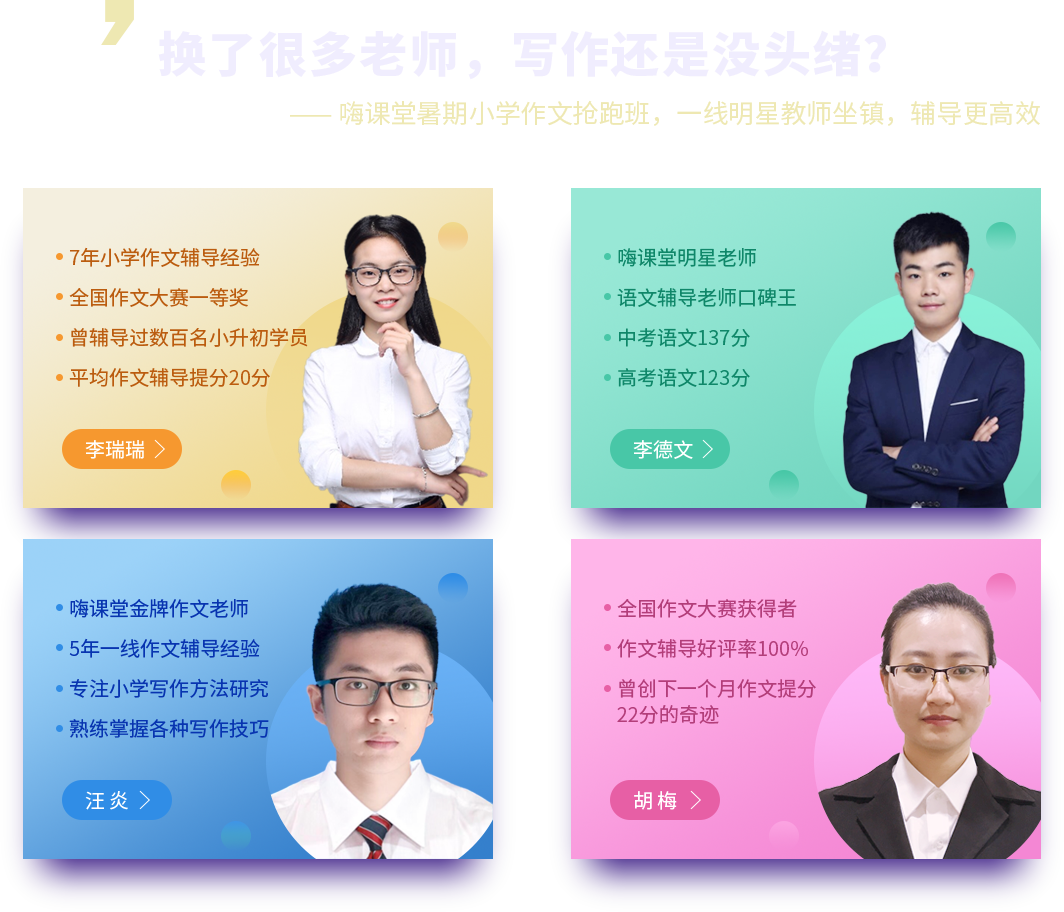 换了很多老师，写作还是没头绪？
—— 嗨课堂暑期小学作文抢跑班，一线明星教师坐镇，辅导更高效
7年小学作文辅导经验
全国作文大赛一等奖
曾辅导过数百名小升初学员
平均作文辅导提分20分
李瑞瑞
嗨课堂明星老师
语文辅导老师口碑王
中考语文137分
高考语文123分
李德文
嗨课堂金牌作文老师
5年一线作文辅导经验
专注小学写作方法研究
熟练掌握各种写作技巧
汪 炎
全国作文大赛获得者
作文辅导好评率100%
曾创下一个月作文提分
22分的奇迹
胡 梅